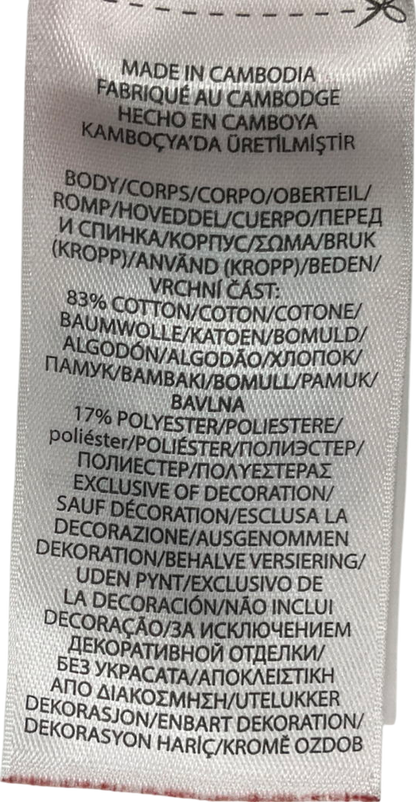 MADE IN CAMBODIA
FABRIQUÉ AU CAMBODGE
HECHO EN CAMBOYA
KAMBOÇYA'DA ÜRETİLMİŞTİR
BODY/CORPS/CORPO/OBERTEIL/
ROMP/HOVEDDEL/CUERPO/ПЕРЕД
И СПИНКА/КОРПУС/ΣΩΜΑ/BRUK
(KROPP)/ANVÄND (KROPP)/BEDEN/
VRCHNÍ ČÁST:
83% COTTON/COTON/COTONE/
BAUMWOLLE/KATOEN/BOMULD/
ALGODÓN/ALGODÃO/ХЛОПОК/
ПАМУК/ΒΑΜΒΑΚΙ/BOMULL/PAMUK/
BAVLNA
17% POLYESTER/POLIESTERE/
poliéster/POLIÉSTER/ПОЛИЭСТЕР/
ПОЛИЕСТЕР/ΠΟΛΥΕΣΤΕΡΑΣ
EXCLUSIVE OF DECORATION/
SAUF DÉCORATION/ESCLUSA LA
DECORAZIONE/AUSGENOMMEN
DEKORATION/BEHALVE VERSIERING/
UDEN PYNT/EXCLUSIVO DE
LA DECORACIÓN/NÃO INCLUI
DECORAÇÃO/ЗА ИСКЛЮЧЕНИЕМ
ДЕКОРАТИВНОЙ ОТДЕЛКИ/
БЕЗ УКРАСАТА/ΑΠΟΚΛΕΙΣΤΙΚΗ
ΑΠΟ ΔΙΑΚΟΣΜΗΣΗ/UTELUKKER
DEKORASJON/ENBART DEKORATION/
DEKORASYON HARİÇ/KROMĚ OZDOB